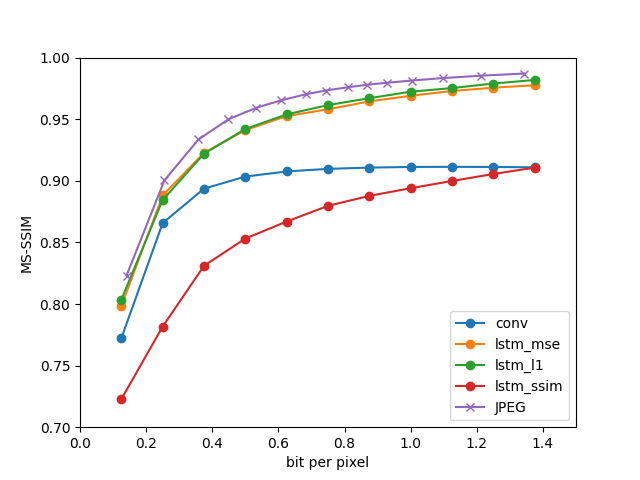 1.00
0.95
0.90
0.85
0.80
0.75
0.70
MS-SSIM
0.0 0.2 0.4 0.6 0.8 1.0 1.2 1.4
bit per pixel
conv
lstm_mse
lstm_l1
lstm_ssim
JPEG